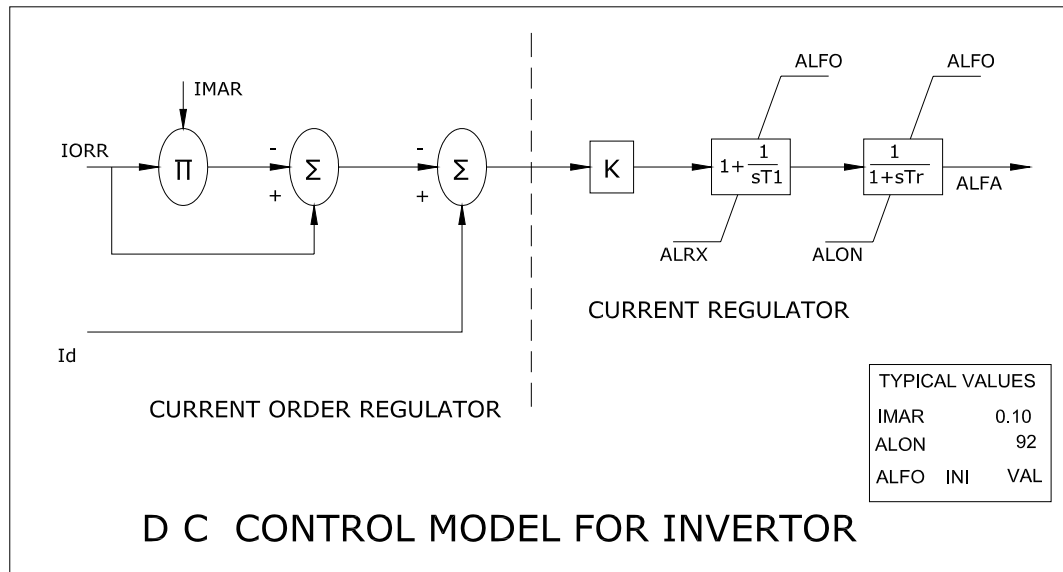 ALFO
ALFO
IMAR
IORR
Π
-
+
Σ
-
+
Σ
K
1+ 1/sT1
1/1+sTr
ALFA
ALRX
ALON
CURRENT REGULATOR
Id
CURRENT ORDER REGULATOR
TYPICAL VALUES
IMAR 0.10
ALON 92
ALFO INI VAL
D C CONTROL MODEL FOR INVERTOR